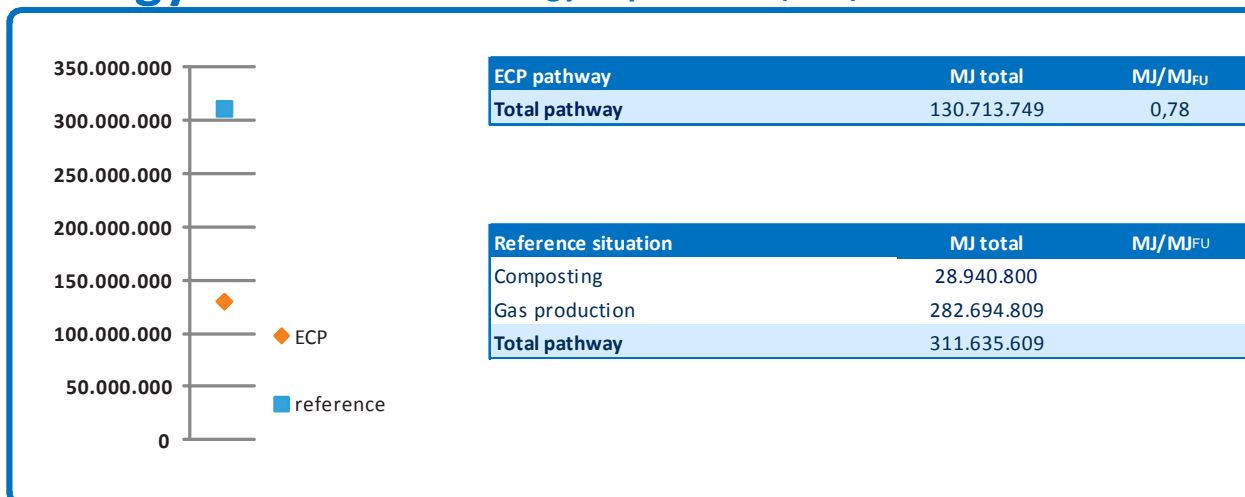 350.000.000
300.000.000
250.000.000
200.000.000
150.000.000
100.000.000
50.000.000
0
ECP
reference
ECP pathway MJ total MJ/MJFU
Total pathway 130.713.749 0,78
Reference situation MJ total MJ/MJFU
Composting 28.940.800
Gas production 282.694.809
Total pathway 311.635.609